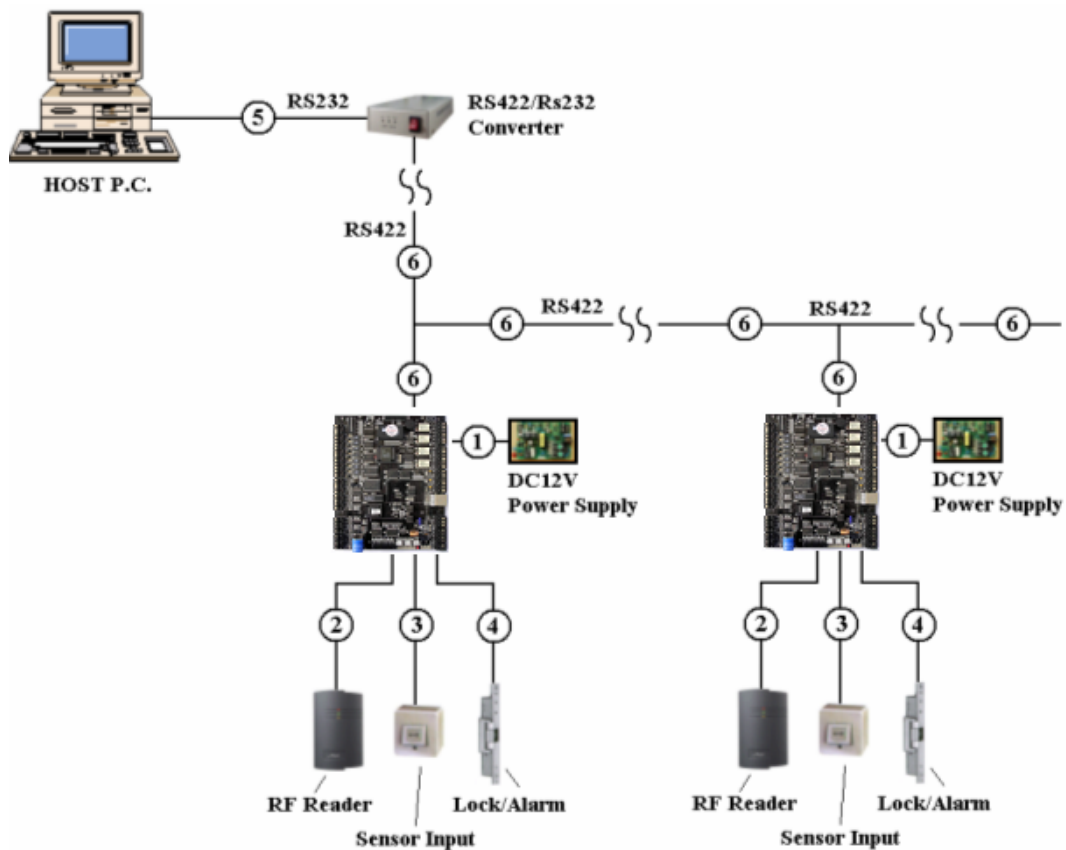 RS232
RS422/Rs232
Converter
5
HOST P.C.
RS422
6
RS422
RS422
6
6
6
6
6
1
1
DC12V
Power Supply
DC12V
Power Supply
2
3
4
2
3
4
RF Reader
Lock/Alarm
RF Reader
Lock/Alarm
Sensor Input
Sensor Input